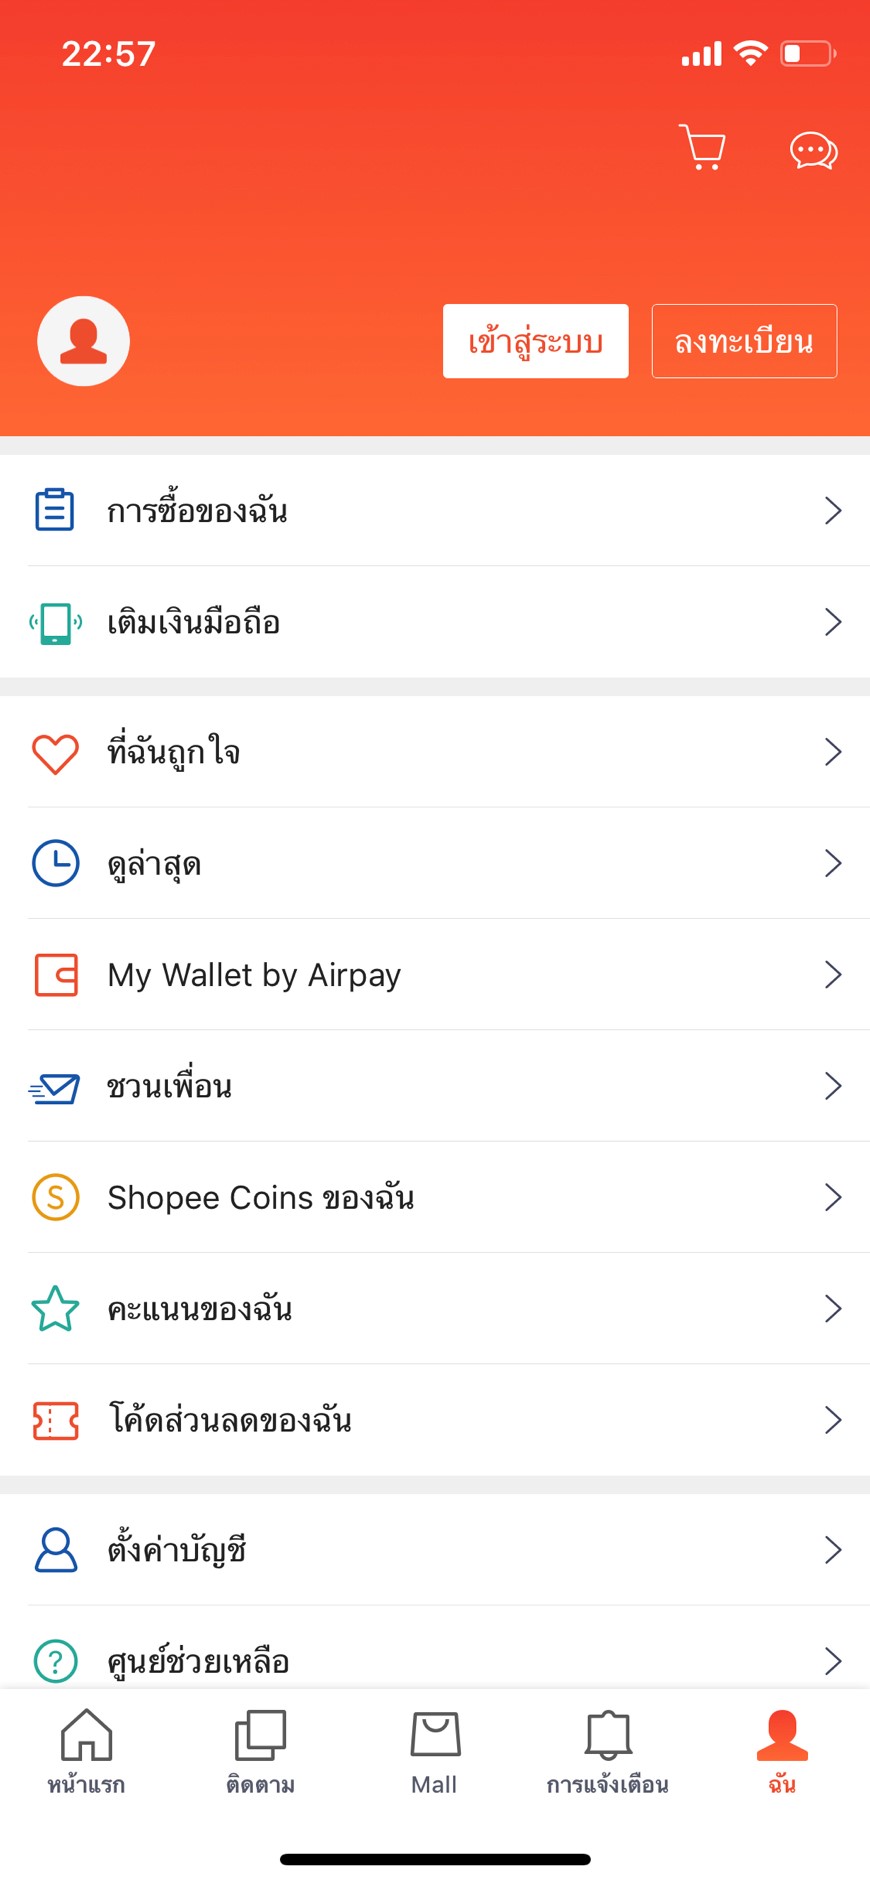 22:57
เข้าสู่ระบบ
ลงทะเบียน
การซื้อของฉัน
เติมเงินมือถือ
ที่ฉันถูกใจ
ดูล่าสุด
My Wallet by Airpay
ชวนเพื่อน
Shopee Coins ของฉัน
คะแนนของฉัน
โค้ดส่วนลดของฉัน
ตั้งค่าบัญชี
ศูนย์ช่วยเหลือ
หน้าแรก
ติดตาม
Mall
การแจ้งเตือน
ฉัน